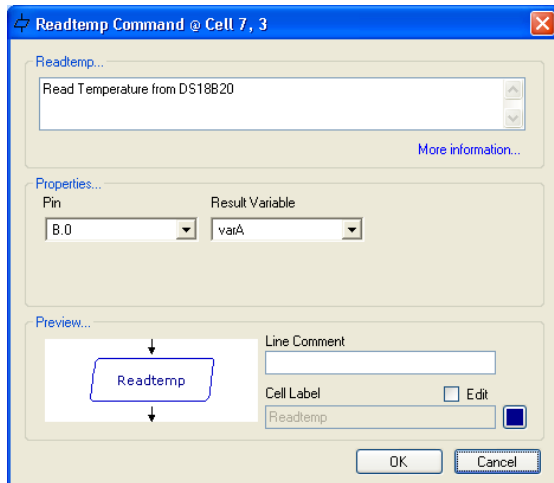 Readtemp Command @ Cell 7, 3
Readtemp...
Read Temperature from DS18B20
More information...
Properties...
Pin
Result Variable
B.0
varA
Preview...
Readtemp
Line Comment
Cell Label
Edit
Readtemp
OK
Cancel